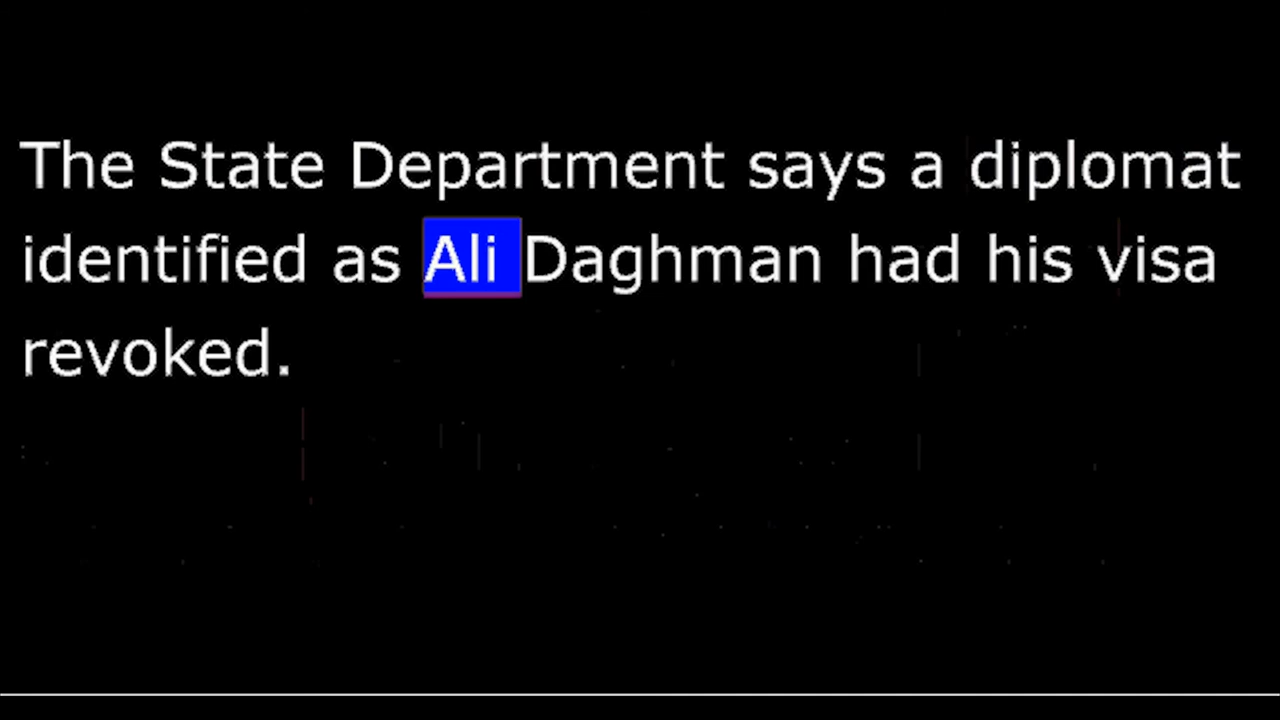 The State Department says a diplomat
identified as Ali Daghman had his visa
revoked.